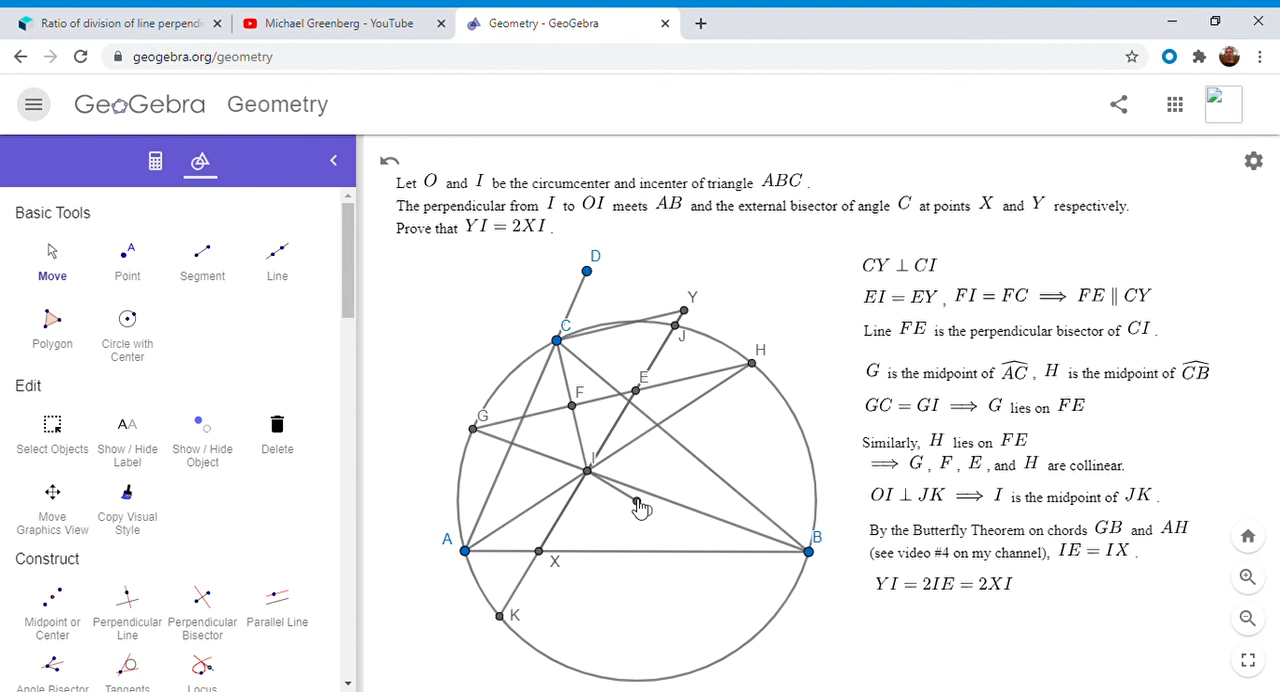 Ratio of division of line perpendi
Michael Greenberg - YouTube
Geometry - GeoGebra
geogebra.org/geometry
GeoGebra Geometry
Basic Tools
Move Point Segment Line
Polygon Circle with Center
Edit
Select Objects Show / Hide Label Show / Hide Object Delete
Move Graphics View Copy Visual Style
Construct
Midpoint or Center Perpendicular Line Perpendicular Bisector Parallel Line
Angle Bisector Tangents Locus
Let O and I be the circumcenter and incenter of triangle ABC .
The perpendicular from I to OI meets AB and the external bisector of angle C at points X and Y respectively.
Prove that YI = 2XI .
D
Y
C
J
H
E
F
G
I
A
B
X
K
CY ⊥ CI
EI = EY , FI = FC ⟹ FE ∥ CY
Line FE is the perpendicular bisector of CI .
G is the midpoint of \widehat{AC} , H is the midpoint of \widehat{CB}
GC = GI ⟹ G lies on FE
Similarly, H lies on FE
⟹ G , F , E , and H are collinear.
OI ⊥ JK ⟹ I is the midpoint of JK .
By the Butterfly Theorem on chords GB and AH
(see video #4 on my channel), IE = IX .
YI = 2IE = 2XI